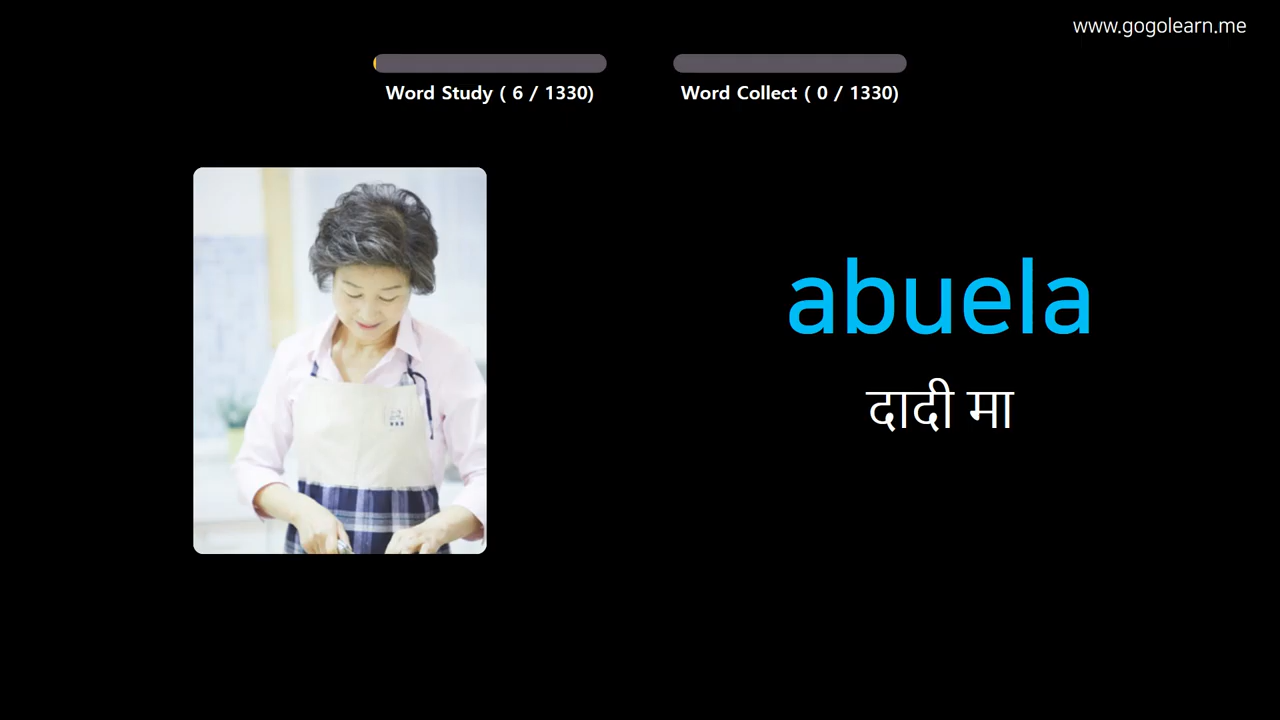 www.gogolearn.me
Word Study ( 6 / 1330)
Word Collect ( 0 / 1330)
abuela
दादी मा